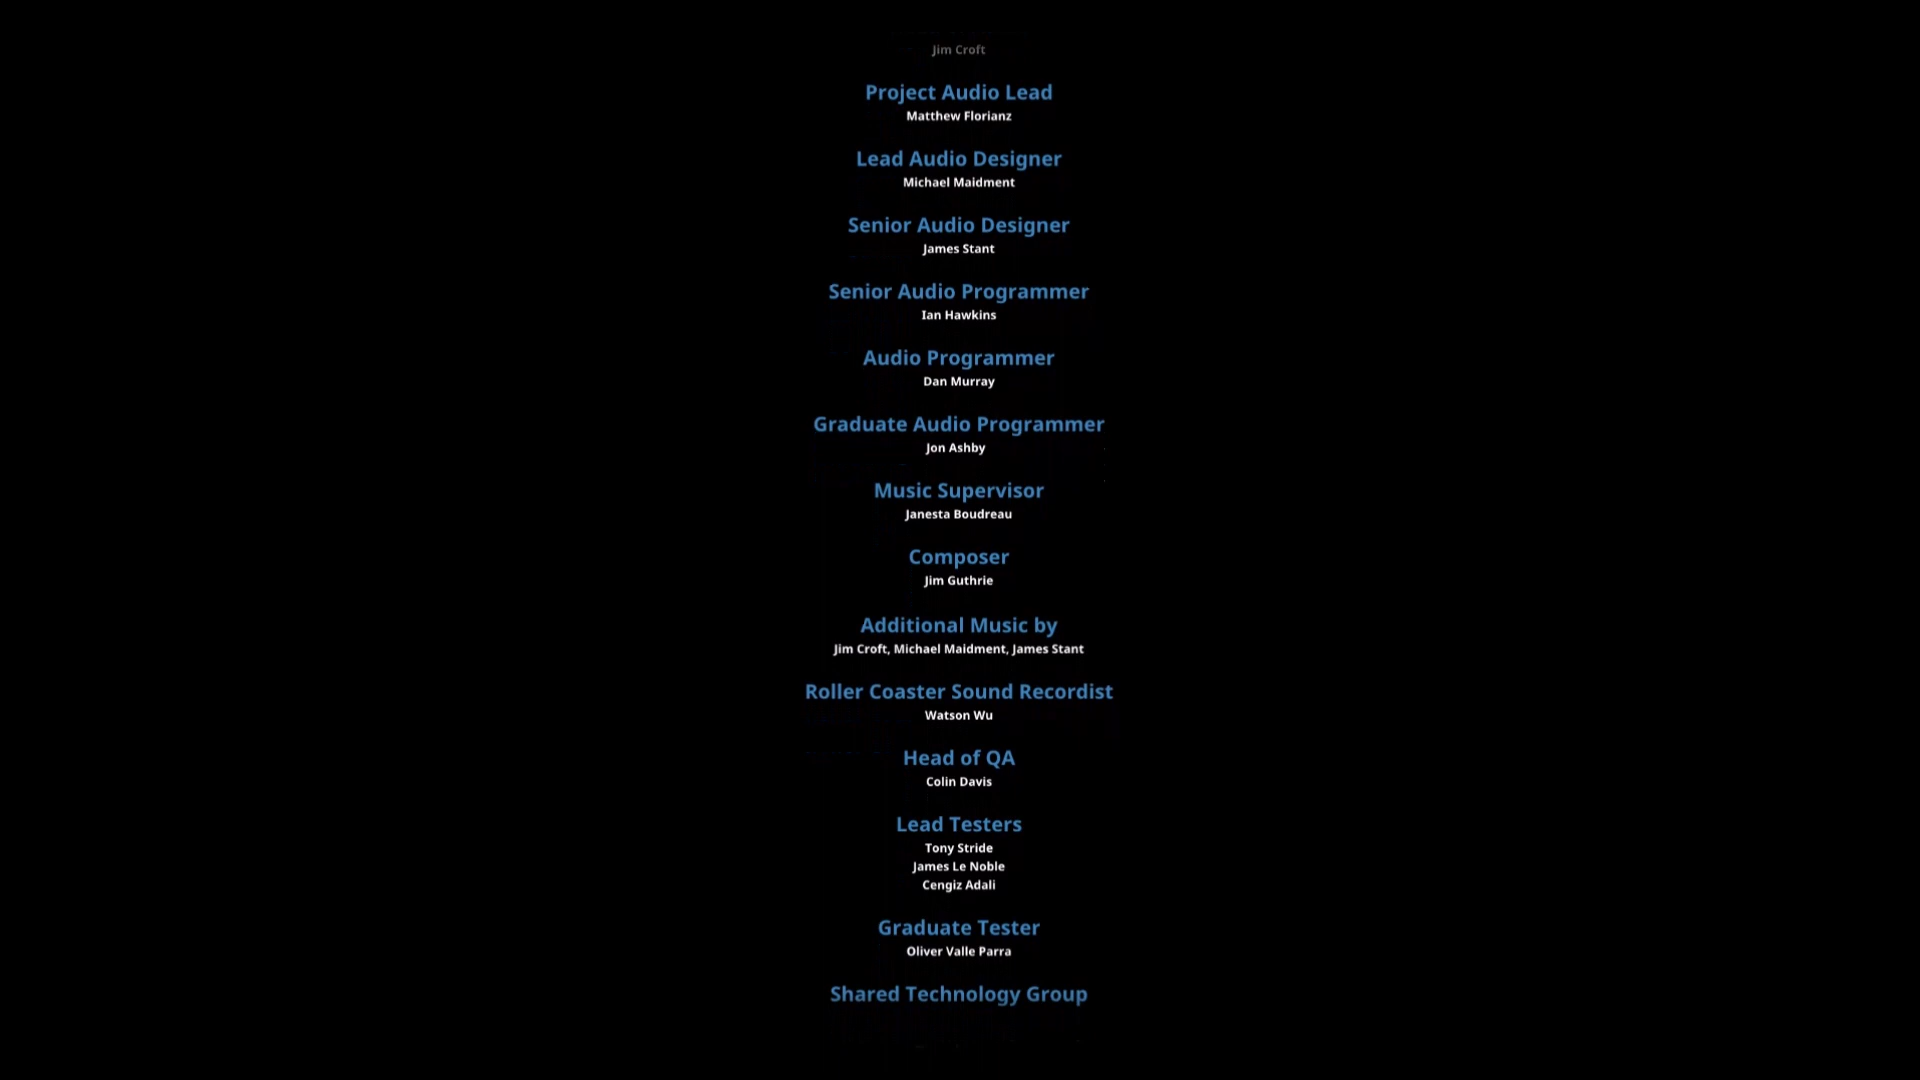 Jim Croft
Project Audio Lead
Matthew Florianz
Lead Audio Designer
Michael Maidment
Senior Audio Designer
James Stant
Senior Audio Programmer
Ian Hawkins
Audio Programmer
Dan Murray
Graduate Audio Programmer
Jon Ashby
Music Supervisor
Janesta Boudreau
Composer
Jim Guthrie
Additional Music by
Jim Croft, Michael Maidment, James Stant
Roller Coaster Sound Recordist
Watson Wu
Head of QA
Colin Davis
Lead Testers
Tony Stride
James Le Noble
Cengiz Adali
Graduate Tester
Oliver Valle Parra
Shared Technology Group